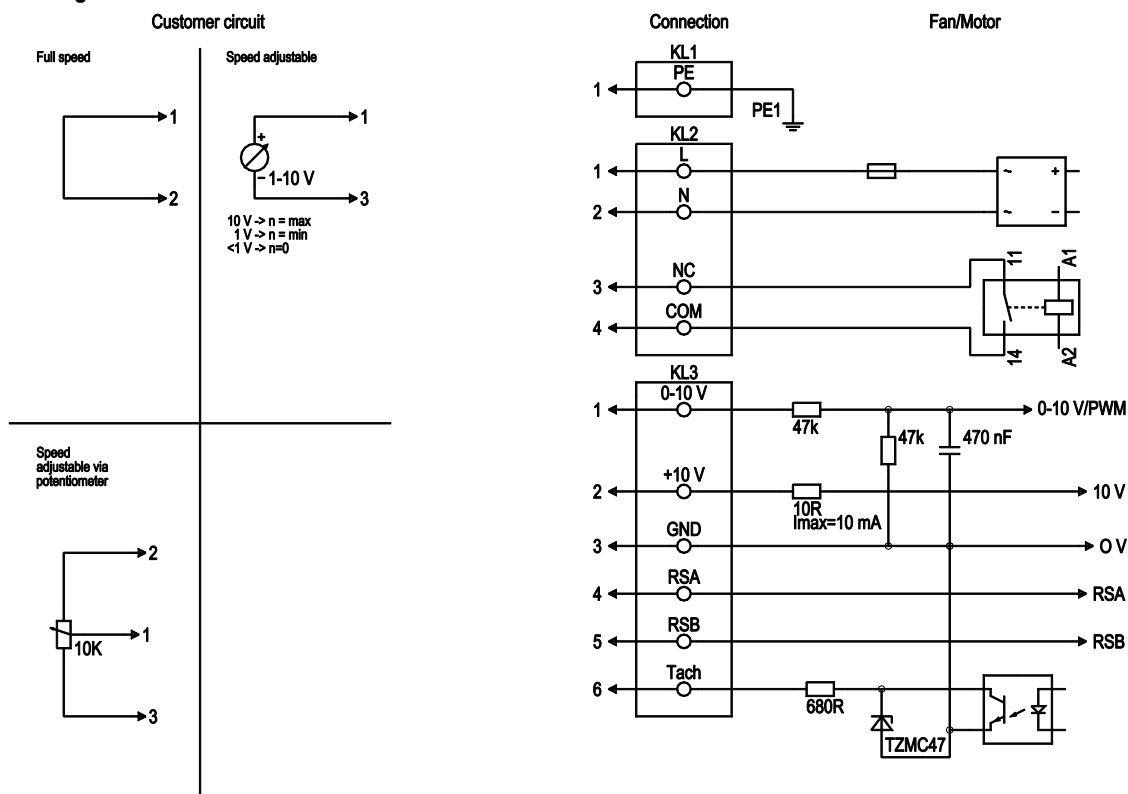 Customer circuit
Connection
Fan/Motor
Full speed
1
2
Speed adjustable
1
+
– 1-10 V
3
10 V -> n = max
1 V -> n = min
<1 V -> n=0
Speed
adjustable via
potentiometer
2
1
10K
3
KL1
PE
1
PE1
KL2
L
1
~ +
N
2
~ –
NC
3
11
A1
COM
4
14
A2
KL3
0-10 V
1
47k
0-10 V/PWM
47k
470 nF
+10 V
2
10R
Imax=10 mA
10 V
GND
3
O V
RSA
4
RSA
RSB
5
RSB
Tach
6
680R
TZMC47